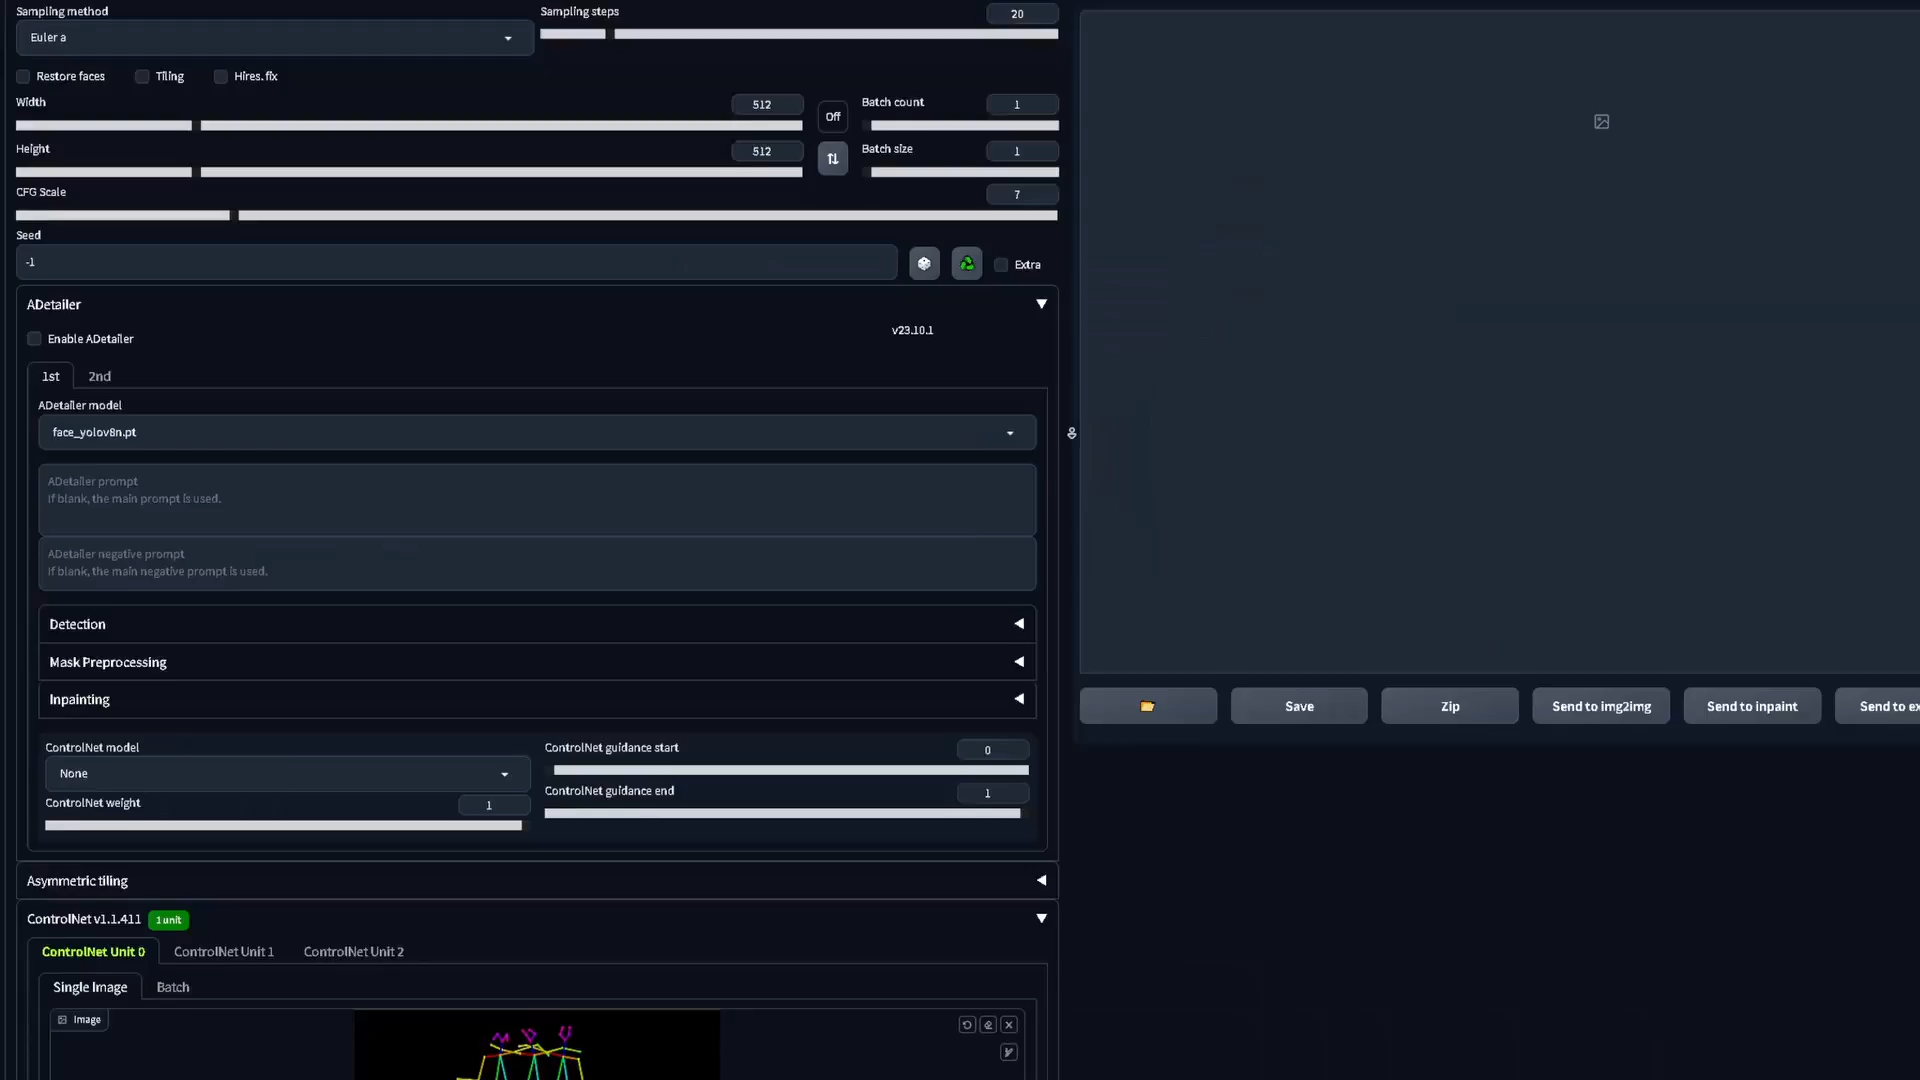 Sampling method
Euler a
Sampling steps
20
Restore faces
Tiling
Hires. fix
Width
512
Height
512
Off
Batch count
1
Batch size
1
CFG Scale
7
Seed
-1
Extra
ADetailer
Enable ADetailer
v23.10.1
1st
2nd
ADetailer model
face_yolov8n.pt
ADetailer prompt
If blank, the main prompt is used.
ADetailer negative prompt
If blank, the main negative prompt is used.
Detection
Mask Preprocessing
Inpainting
ControlNet model
None
ControlNet weight
1
ControlNet guidance start
0
ControlNet guidance end
1
Asymmetric tiling
ControlNet v1.1.411
1 unit
ControlNet Unit 0
ControlNet Unit 1
ControlNet Unit 2
Single Image
Batch
Image
Save
Zip
Send to img2img
Send to inpaint
Send to ex